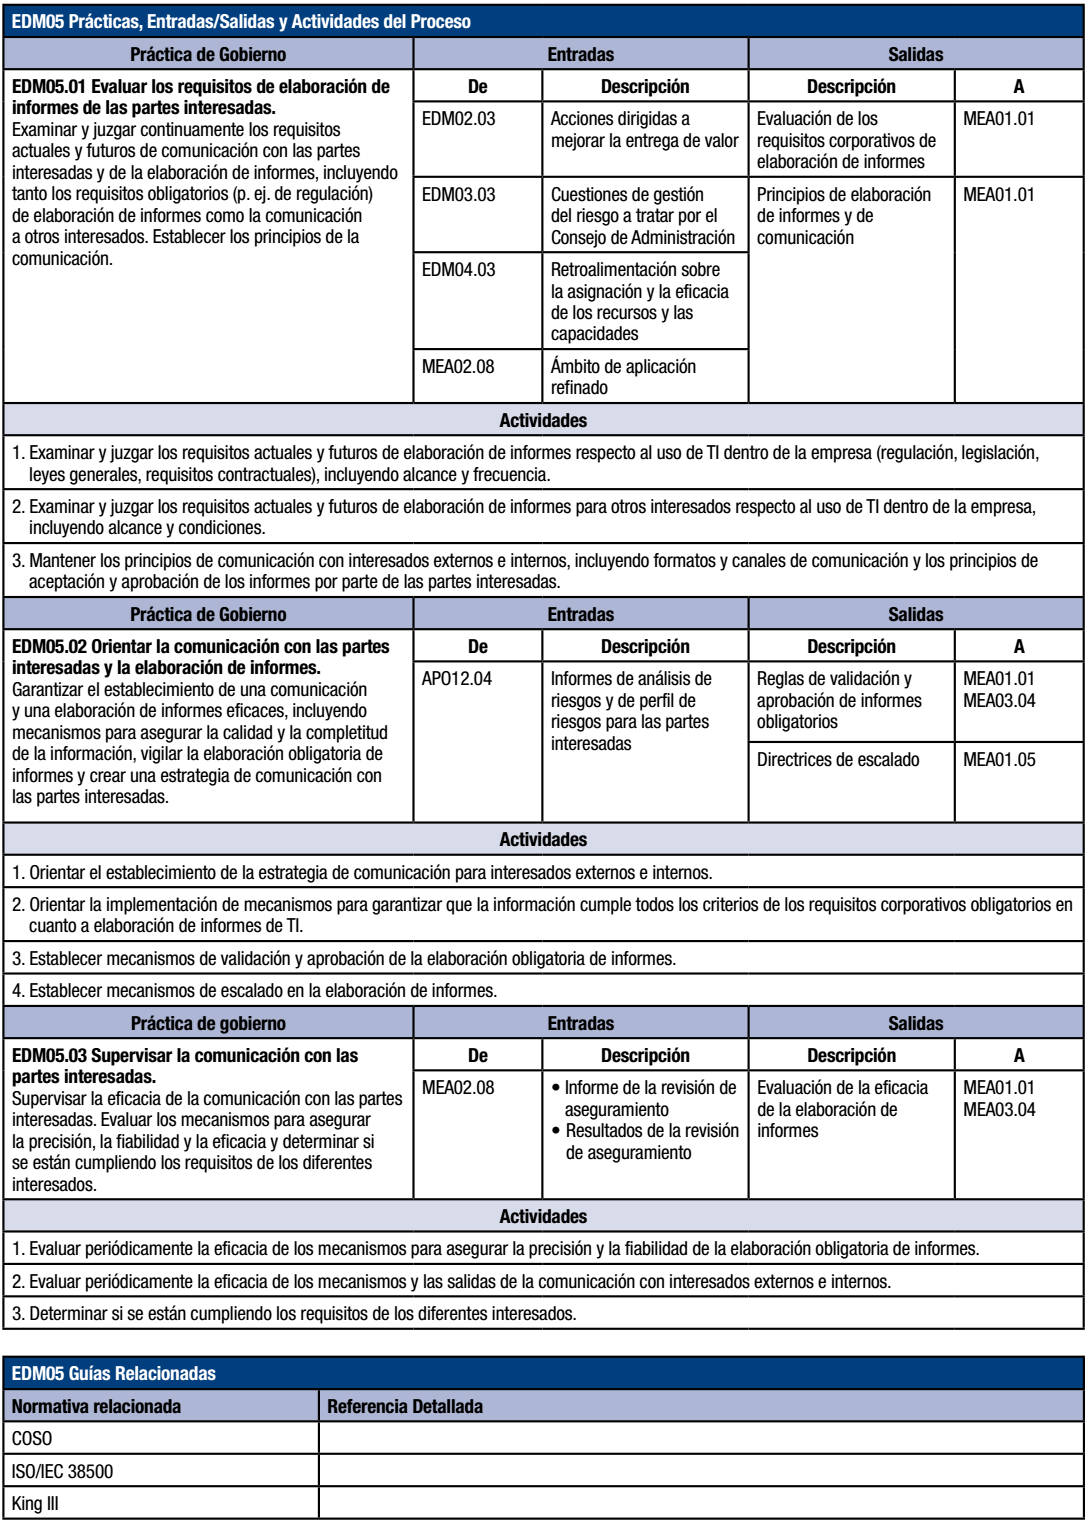 EDM05 Prácticas, Entradas/Salidas y Actividades del Proceso
Práctica de Gobierno Entradas Salidas
EDM05.01 Evaluar los requisitos de elaboración de
informes de las partes interesadas.
Examinar y juzgar continuamente los requisitos
actuales y futuros de comunicación con las partes
interesadas y de la elaboración de informes, incluyendo
tanto los requisitos obligatorios (p. ej. de regulación)
de elaboración de informes como la comunicación
a otros interesados. Establecer los principios de la
comunicación.
De Descripción Descripción A
EDM02.03
Acciones dirigidas a
mejorar la entrega de valor
Evaluación de los
requisitos corporativos de
elaboración de informes
MEA01.01
EDM03.03
Cuestiones de gestión
del riesgo a tratar por el
Consejo de Administración
Principios de elaboración
de informes y de
comunicación
MEA01.01
EDM04.03
Retroalimentación sobre
la asignación y la eficacia
de los recursos y las
capacidades
MEA02.08
Ámbito de aplicación
refinado
Actividades
1. Examinar y juzgar los requisitos actuales y futuros de elaboración de informes respecto al uso de TI dentro de la empresa (regulación, legislación,
leyes generales, requisitos contractuales), incluyendo alcance y frecuencia.
2. Examinar y juzgar los requisitos actuales y futuros de elaboración de informes para otros interesados respecto al uso de TI dentro de la empresa,
incluyendo alcance y condiciones.
3. Mantener los principios de comunicación con interesados externos e internos, incluyendo formatos y canales de comunicación y los principios de
aceptación y aprobación de los informes por parte de las partes interesadas.
Práctica de Gobierno Entradas Salidas
EDM05.02 Orientar la comunicación con las partes
interesadas y la elaboración de informes.
Garantizar el establecimiento de una comunicación
y una elaboración de informes eficaces, incluyendo
mecanismos para asegurar la calidad y la completitud
de la información, vigilar la elaboración obligatoria de
informes y crear una estrategia de comunicación con
las partes interesadas.
De Descripción Descripción A
APO12.04
Informes de análisis de
riesgos y de perfil de
riesgos para las partes
interesadas
Reglas de validación y
aprobación de informes
obligatorios
MEA01.01
MEA03.04
Directrices de escalado
MEA01.05
Actividades
1. Orientar el establecimiento de la estrategia de comunicación para interesados externos e internos.
2. Orientar la implementación de mecanismos para garantizar que la información cumple todos los criterios de los requisitos corporativos obligatorios en
cuanto a elaboración de informes de TI.
3. Establecer mecanismos de validación y aprobación de la elaboración obligatoria de informes.
4. Establecer mecanismos de escalado en la elaboración de informes.
Práctica de gobierno Entradas Salidas
EDM05.03 Supervisar la comunicación con las
partes interesadas.
Supervisar la eficacia de la comunicación con las partes
interesadas. Evaluar los mecanismos para asegurar
la precisión, la fiabilidad y la eficacia y determinar si
se están cumpliendo los requisitos de los diferentes
interesados.
De Descripción Descripción A
MEA02.08
• Informe de la revisión de
aseguramiento
• Resultados de la revisión
de aseguramiento
Evaluación de la eficacia
de la elaboración de
informes
MEA01.01
MEA03.04
Actividades
1. Evaluar periódicamente la eficacia de los mecanismos para asegurar la precisión y la fiabilidad de la elaboración obligatoria de informes.
2. Evaluar periódicamente la eficacia de los mecanismos y las salidas de la comunicación con interesados externos e internos.
3. Determinar si se están cumpliendo los requisitos de los diferentes interesados.
EDM05 Guías Relacionadas
Normativa relacionada Referencia Detallada
COSO
ISO/IEC 38500
King III